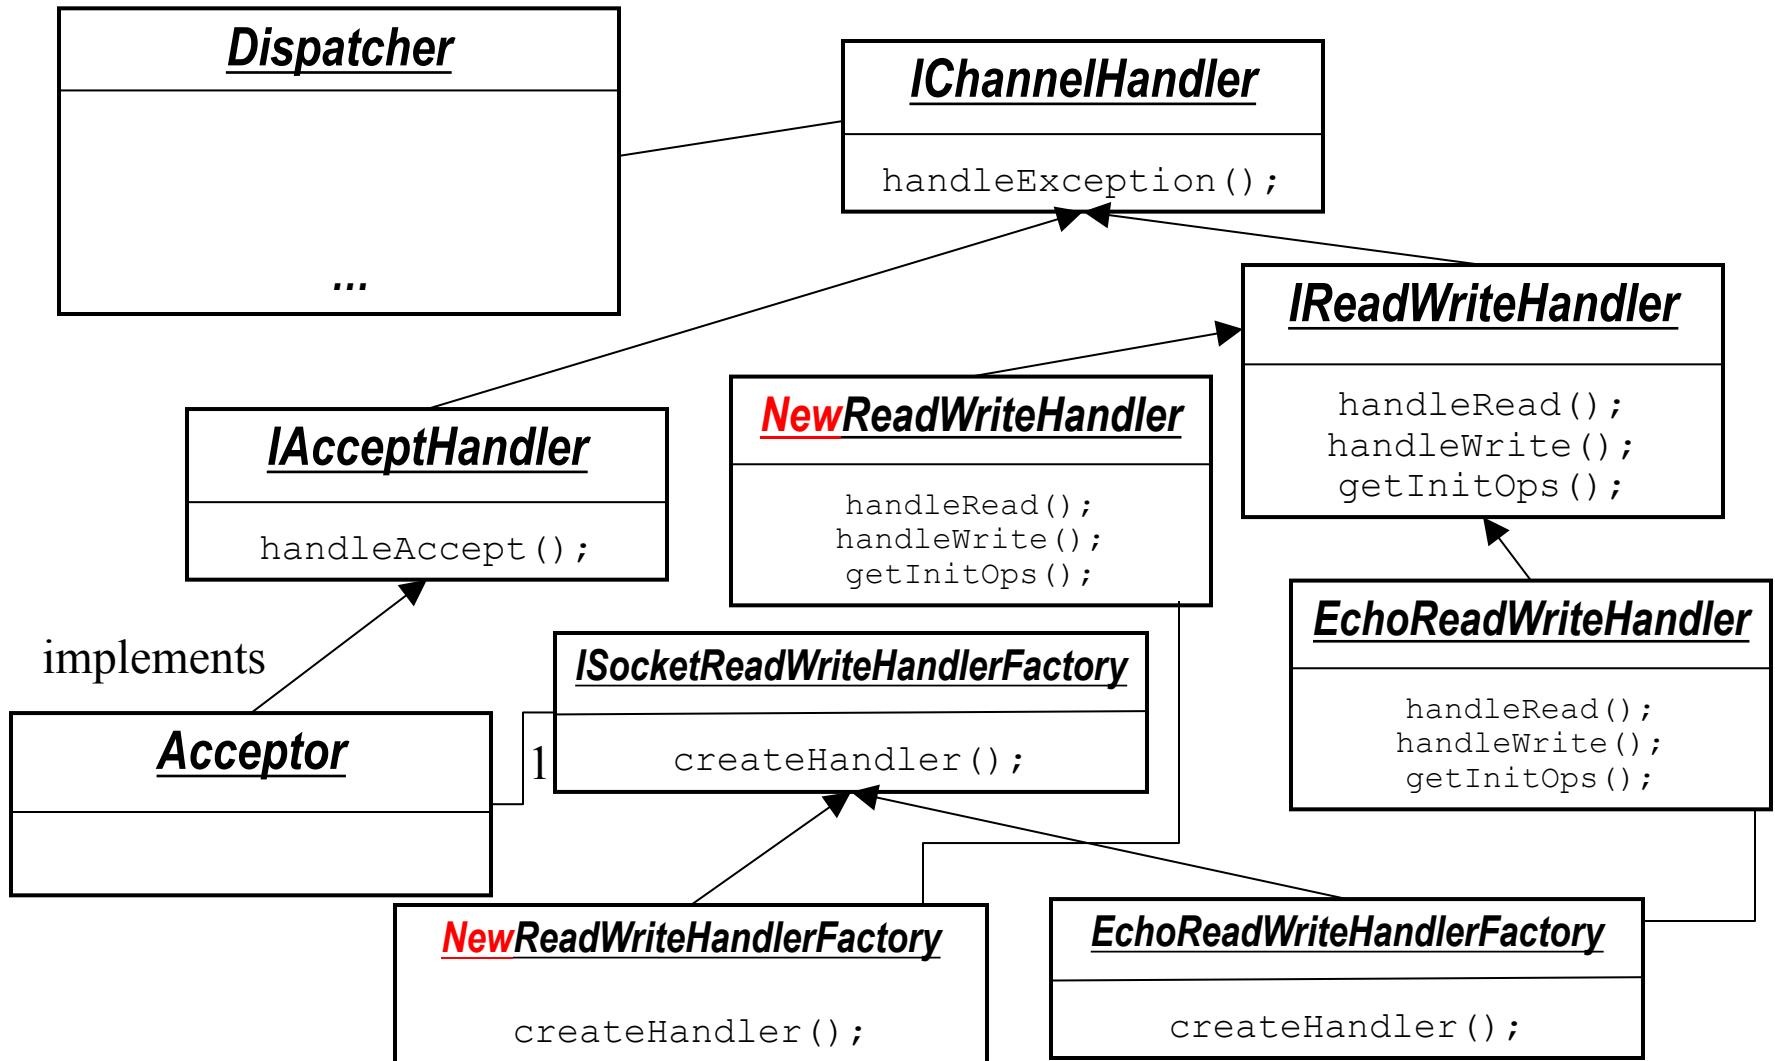 Dispatcher
...
IChannelHandler
handleException();
IReadWriteHandler
handleRead();
handleWrite();
getInitOps();
NewReadWriteHandler
handleRead();
handleWrite();
getInitOps();
IAcceptHandler
handleAccept();
EchoReadWriteHandler
handleRead();
handleWrite();
getInitOps();
implements
ISocketReadWriteHandlerFactory
createHandler();
Acceptor
1
NewReadWriteHandlerFactory
createHandler();
EchoReadWriteHandlerFactory
createHandler();